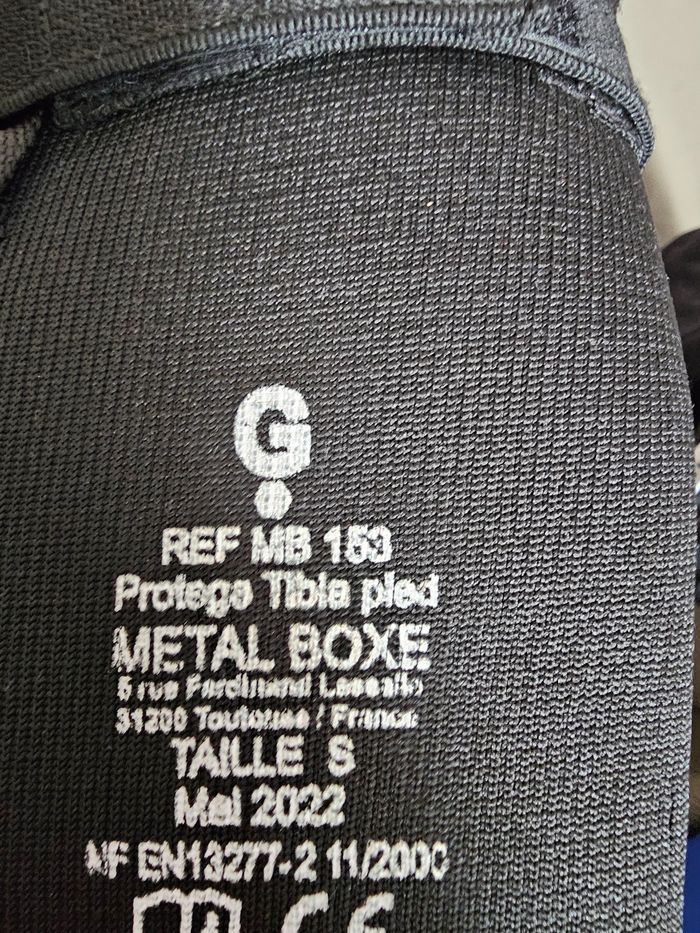 G
REF MB 153
Protege Tibia pied
METAL BOXE
rue Ferdinand Lassalle
31200 Toulouse / France
TAILLE S
Mai 2022
NF EN13277-2 11/2000
CE